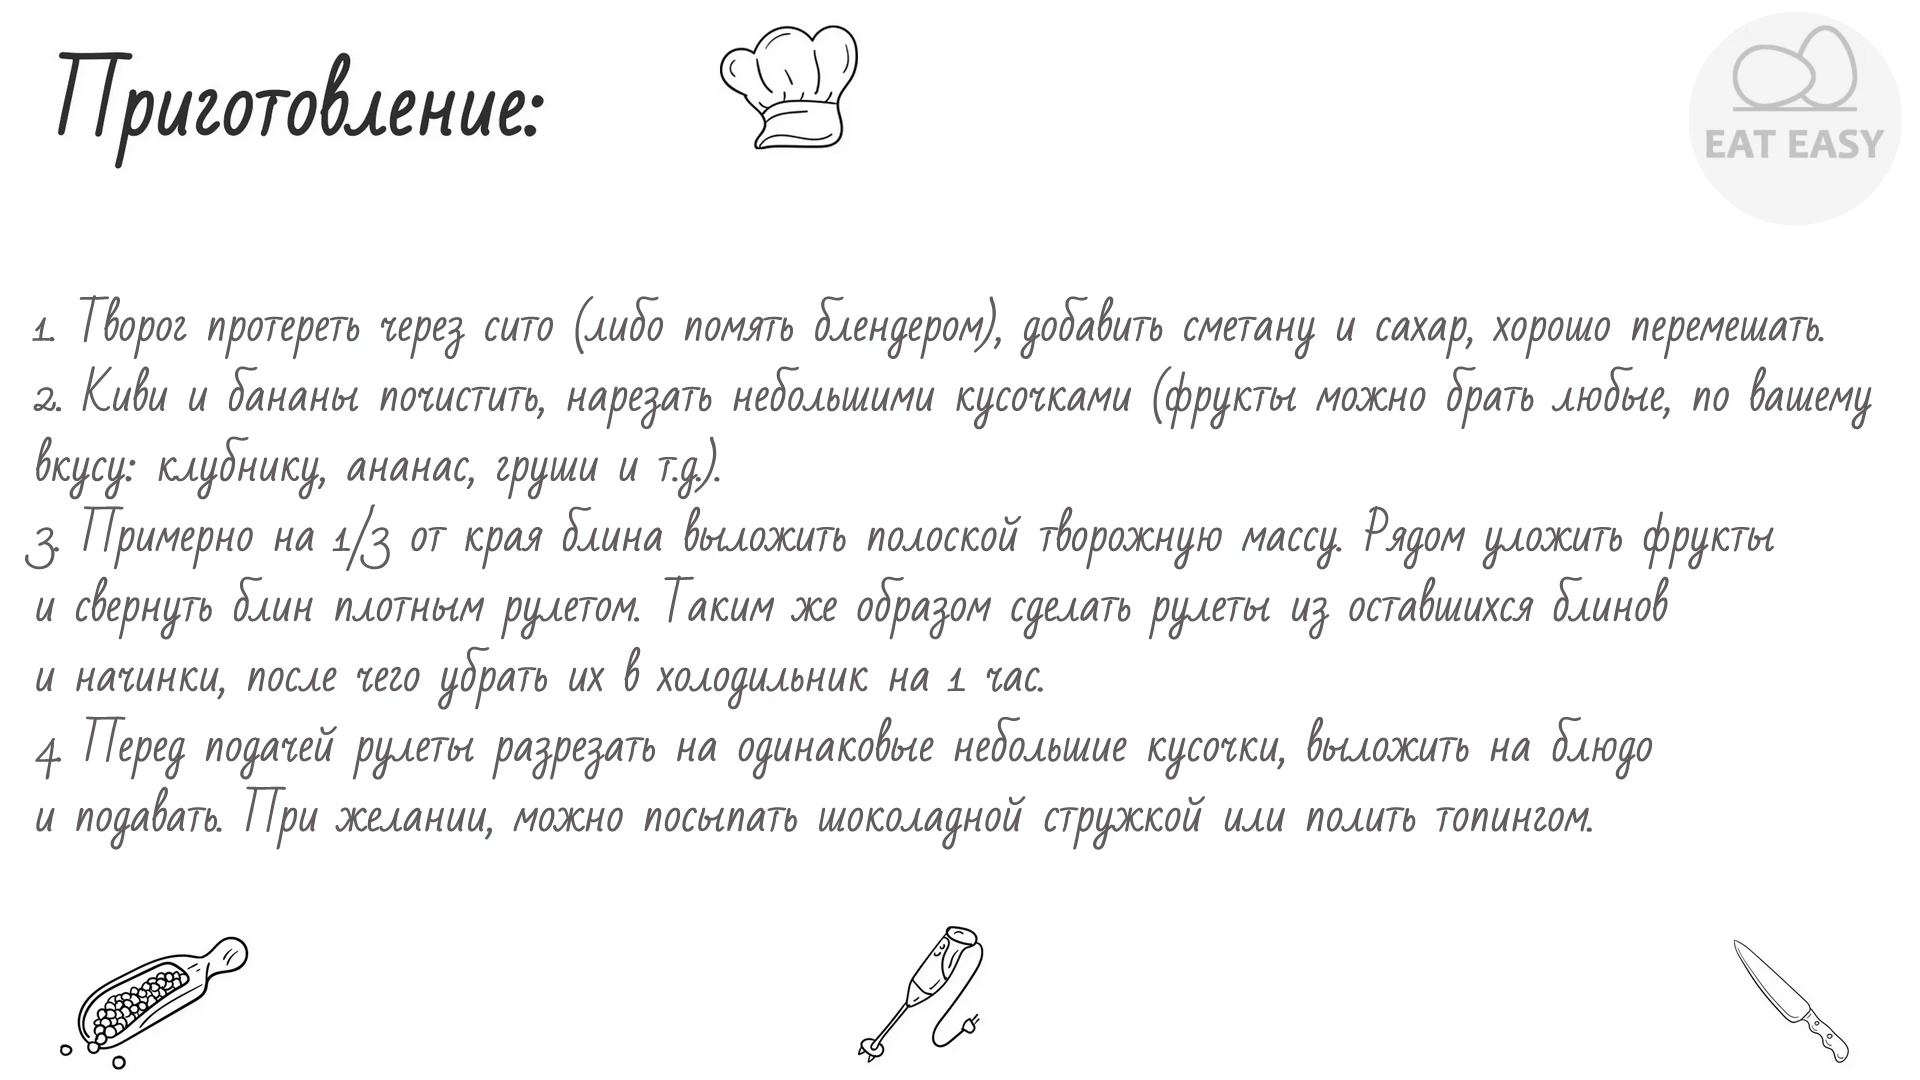 Приготовление:
EAT EASY
1. Творог протереть через сито (либо помять блендером), добавить сметану и сахар, хорошо перемешать.
2. Киви и бананы почистить, нарезать небольшими кусочками (фрукты можно брать любые, по вашему
вкусу: клубнику, ананас, груши и т.д.).
3. Примерно на 1/3 от края блина выложить полоской творожную массу. Рядом уложить фрукты
и свернуть блин плотным рулетом. Таким же образом сделать рулеты из оставшихся блинов
и начинки, после чего убрать их в холодильник на 1 час.
4. Перед подачей рулеты разрезать на одинаковые небольшие кусочки, выложить на блюдо
и подавать. При желании, можно посыпать шоколадной стружкой или полить топингом.